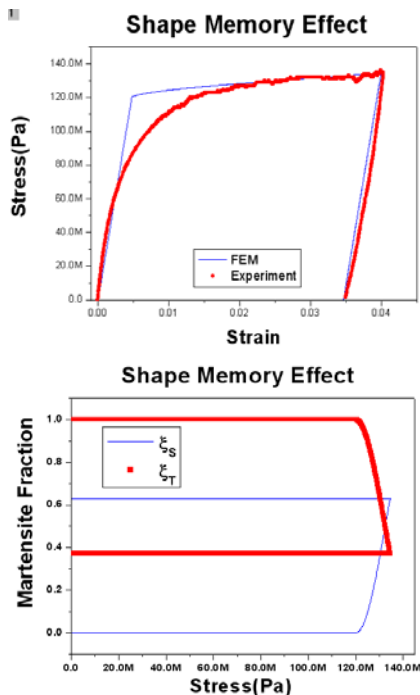 Shape Memory Effect
140.0M
120.0M
100.0M
80.0M
60.0M
40.0M
20.0M
0.0
Stress(Pa)
FEM
Experiment
0.00 0.01 0.02 0.03 0.04
Strain
Shape Memory Effect
1.0
0.8
0.6
0.4
0.2
0.0
Martensite Fraction
ξS
ξT
0.0 20.0M 40.0M 60.0M 80.0M 100.0M 120.0M 140.0M
Stress(Pa)